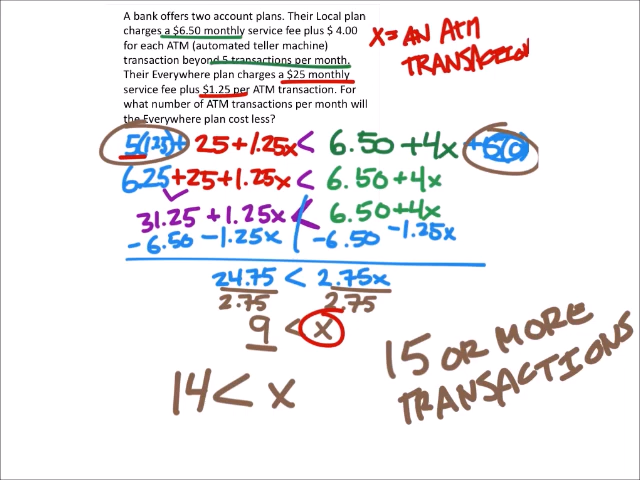 A bank offers two account plans. Their Local plan
charges a $6.50 monthly service fee plus $ 4.00
for each ATM (automated teller machine)
transaction beyond 5 transactions per month.
Their Everywhere plan charges a $25 monthly
service fee plus $1.25 per ATM transaction. For
what number of ATM transactions per month will
the Everywhere plan cost less?
X = AN ATM
TRANSACTION
5(1.25)+ 25+1.25x < 6.50 +4x +5(0)
6.25+25+1.25x < 6.50+4x
31.25 +1.25x < 6.50+4x
-6.50 -1.25x -6.50 -1.25x
24.75 < 2.75x
2.75 2.75
9 < x
14 < x
15 OR MORE
TRANSACTIONS